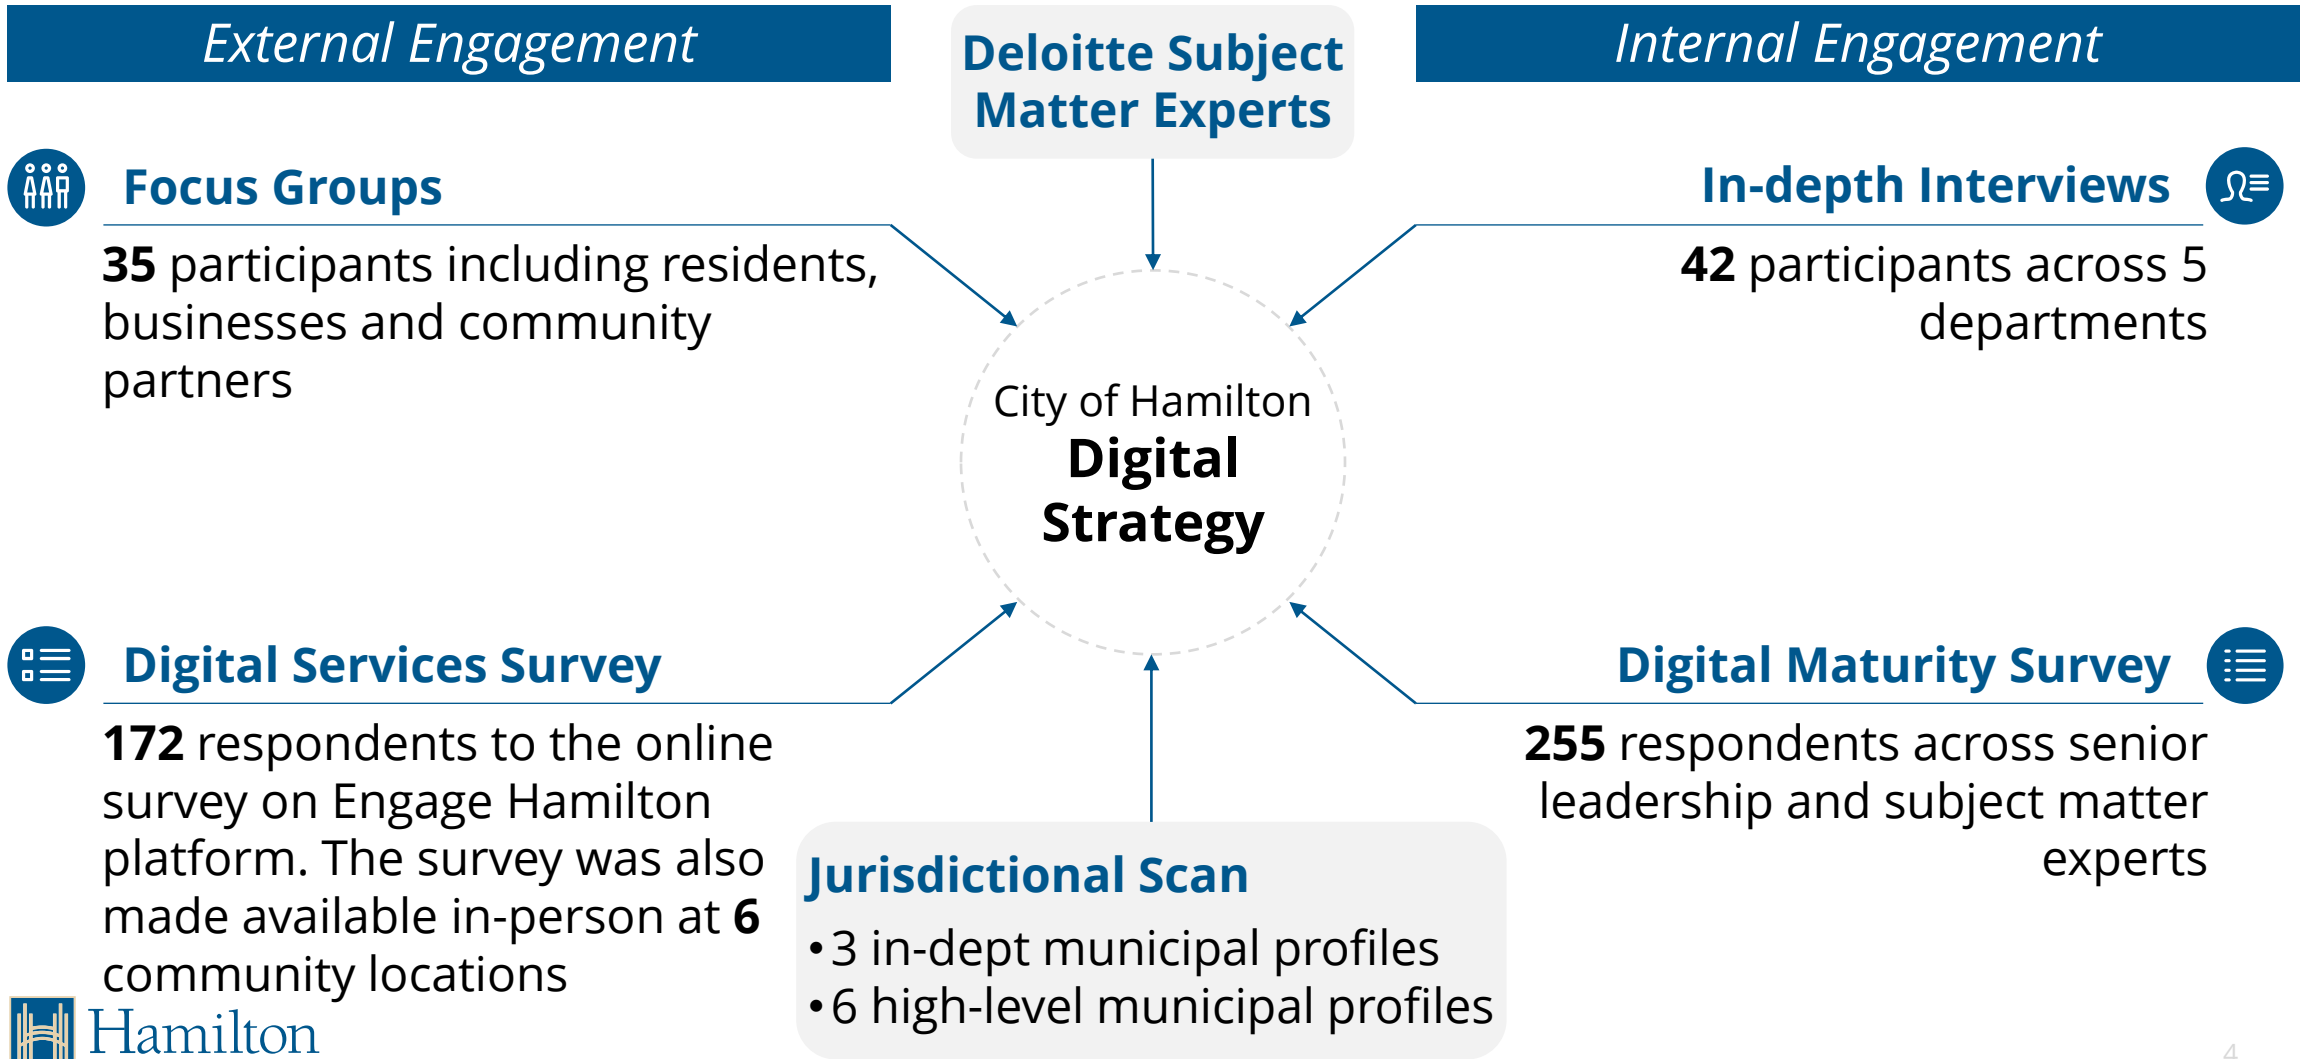 External Engagement
Deloitte Subject
Matter Experts
Internal Engagement
Focus Groups
35 participants including residents,
businesses and community
partners
In-depth Interviews
42 participants across 5
departments
City of Hamilton
Digital
Strategy
Digital Services Survey
172 respondents to the online
survey on Engage Hamilton
platform. The survey was also
made available in-person at 6
community locations
Digital Maturity Survey
255 respondents across senior
leadership and subject matter
experts
Jurisdictional Scan
•3 in-dept municipal profiles
•6 high-level municipal profiles
Hamilton
4